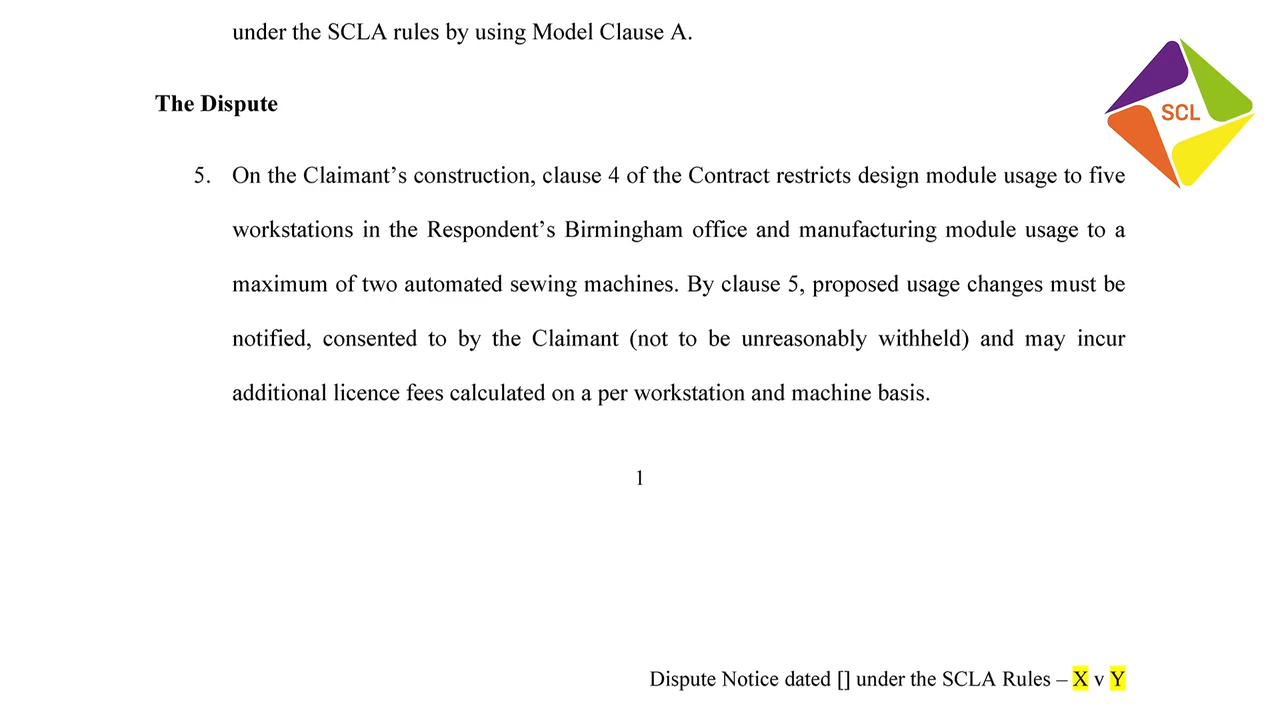 under the SCLA rules by using Model Clause A.
SCL
The Dispute
5. On the Claimant’s construction, clause 4 of the Contract restricts design module usage to five
workstations in the Respondent’s Birmingham office and manufacturing module usage to a
maximum of two automated sewing machines. By clause 5, proposed usage changes must be
notified, consented to by the Claimant (not to be unreasonably withheld) and may incur
additional licence fees calculated on a per workstation and machine basis.
1
Dispute Notice dated [] under the SCLA Rules – X v Y